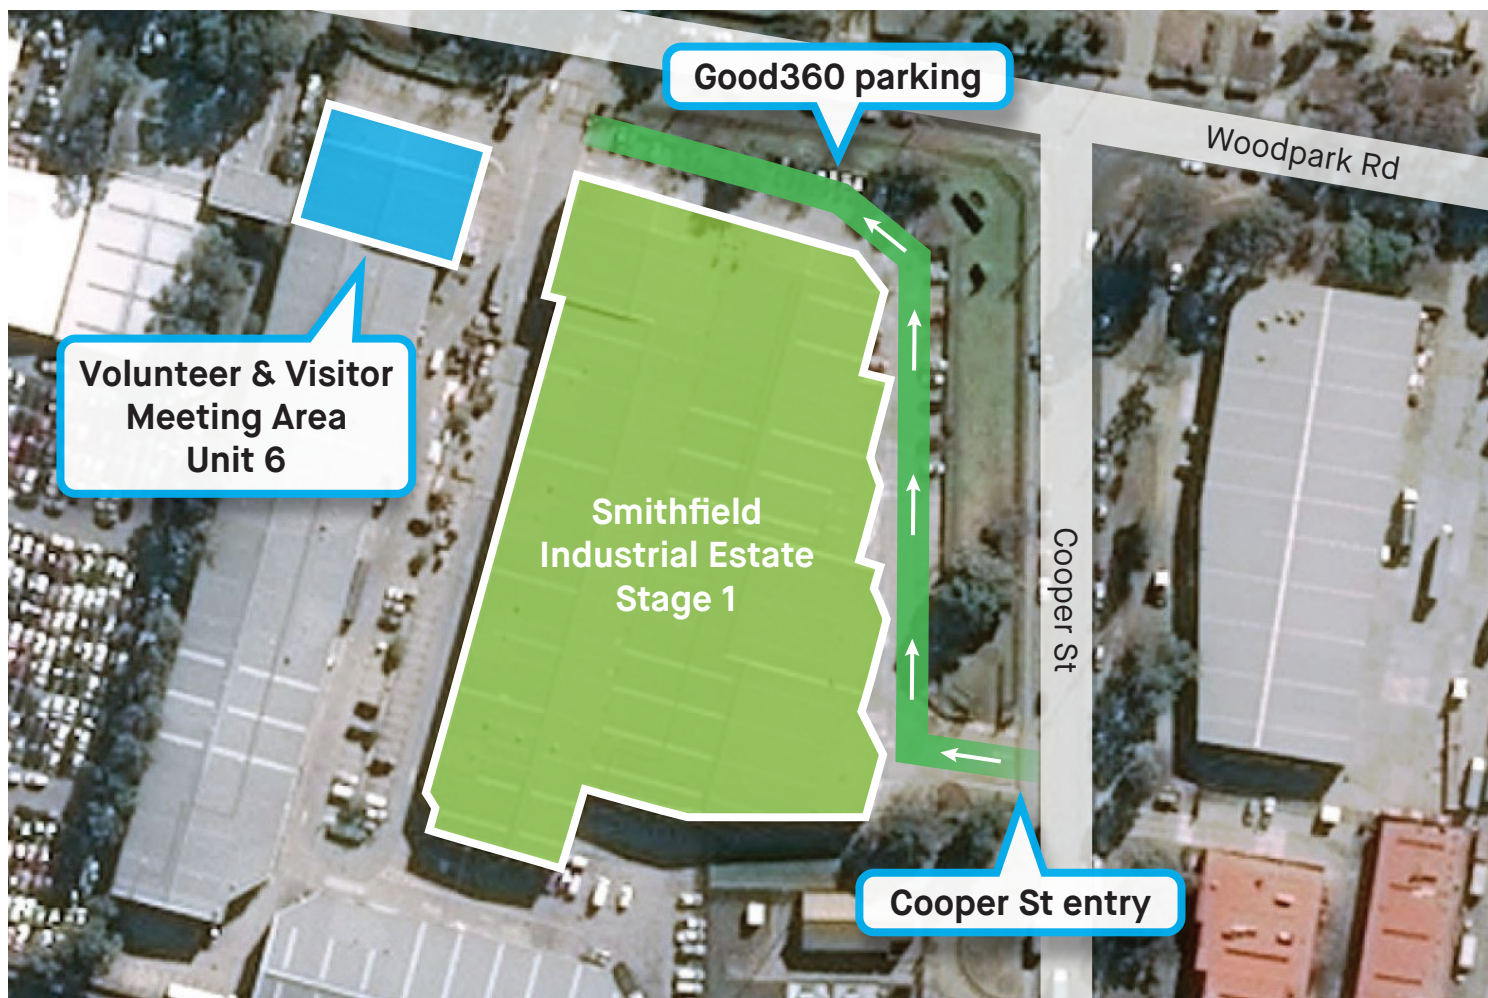 Good360 parking
Woodpark Rd
Volunteer & Visitor
Meeting Area
Unit 6
Smithfield
Industrial Estate
Stage 1
Cooper St
Cooper St entry